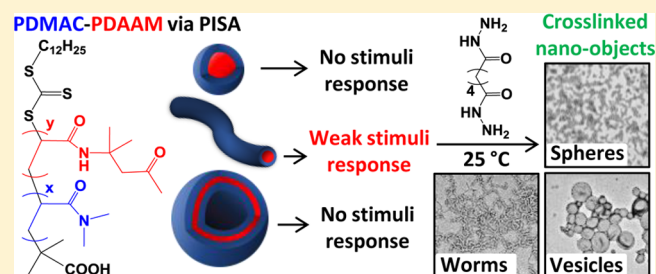 PDMAC-PDAAM via PISA
C12H25
S
S
S
y
O
N
H
O
x
O
N
COOH
No stimuli
response
Weak stimuli
response
No stimuli
response
NH2
HN
O
4
O
HN
NH2
25 °C
Crosslinked
nano-objects
Spheres
Worms
Vesicles